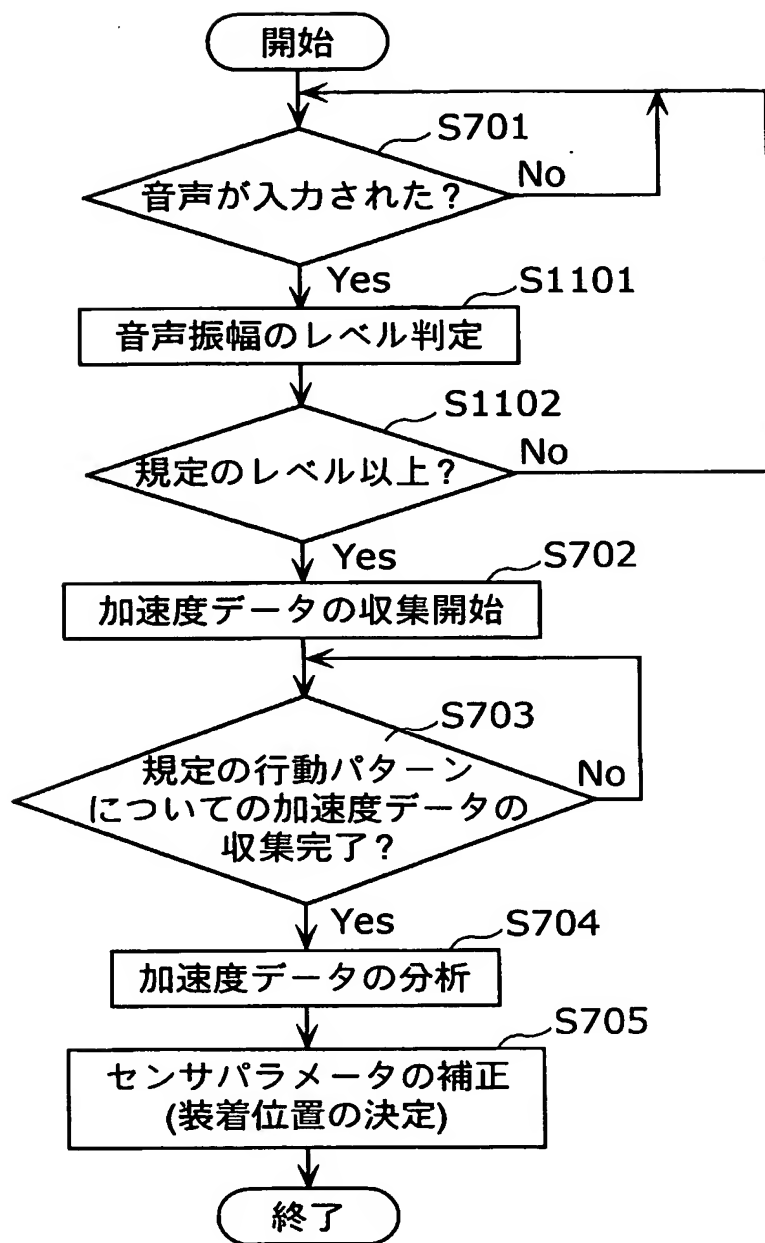 開始
S701
音声が入力された?
No
Yes
S1101
音声振幅のレベル判定
S1102
規定のレベル以上?
No
Yes
S702
加速度データの収集開始
S703
規定の行動パターン
についての加速度データの
収集完了?
No
Yes
S704
加速度データの分析
S705
センサパラメータの補正
(装着位置の決定)
終了